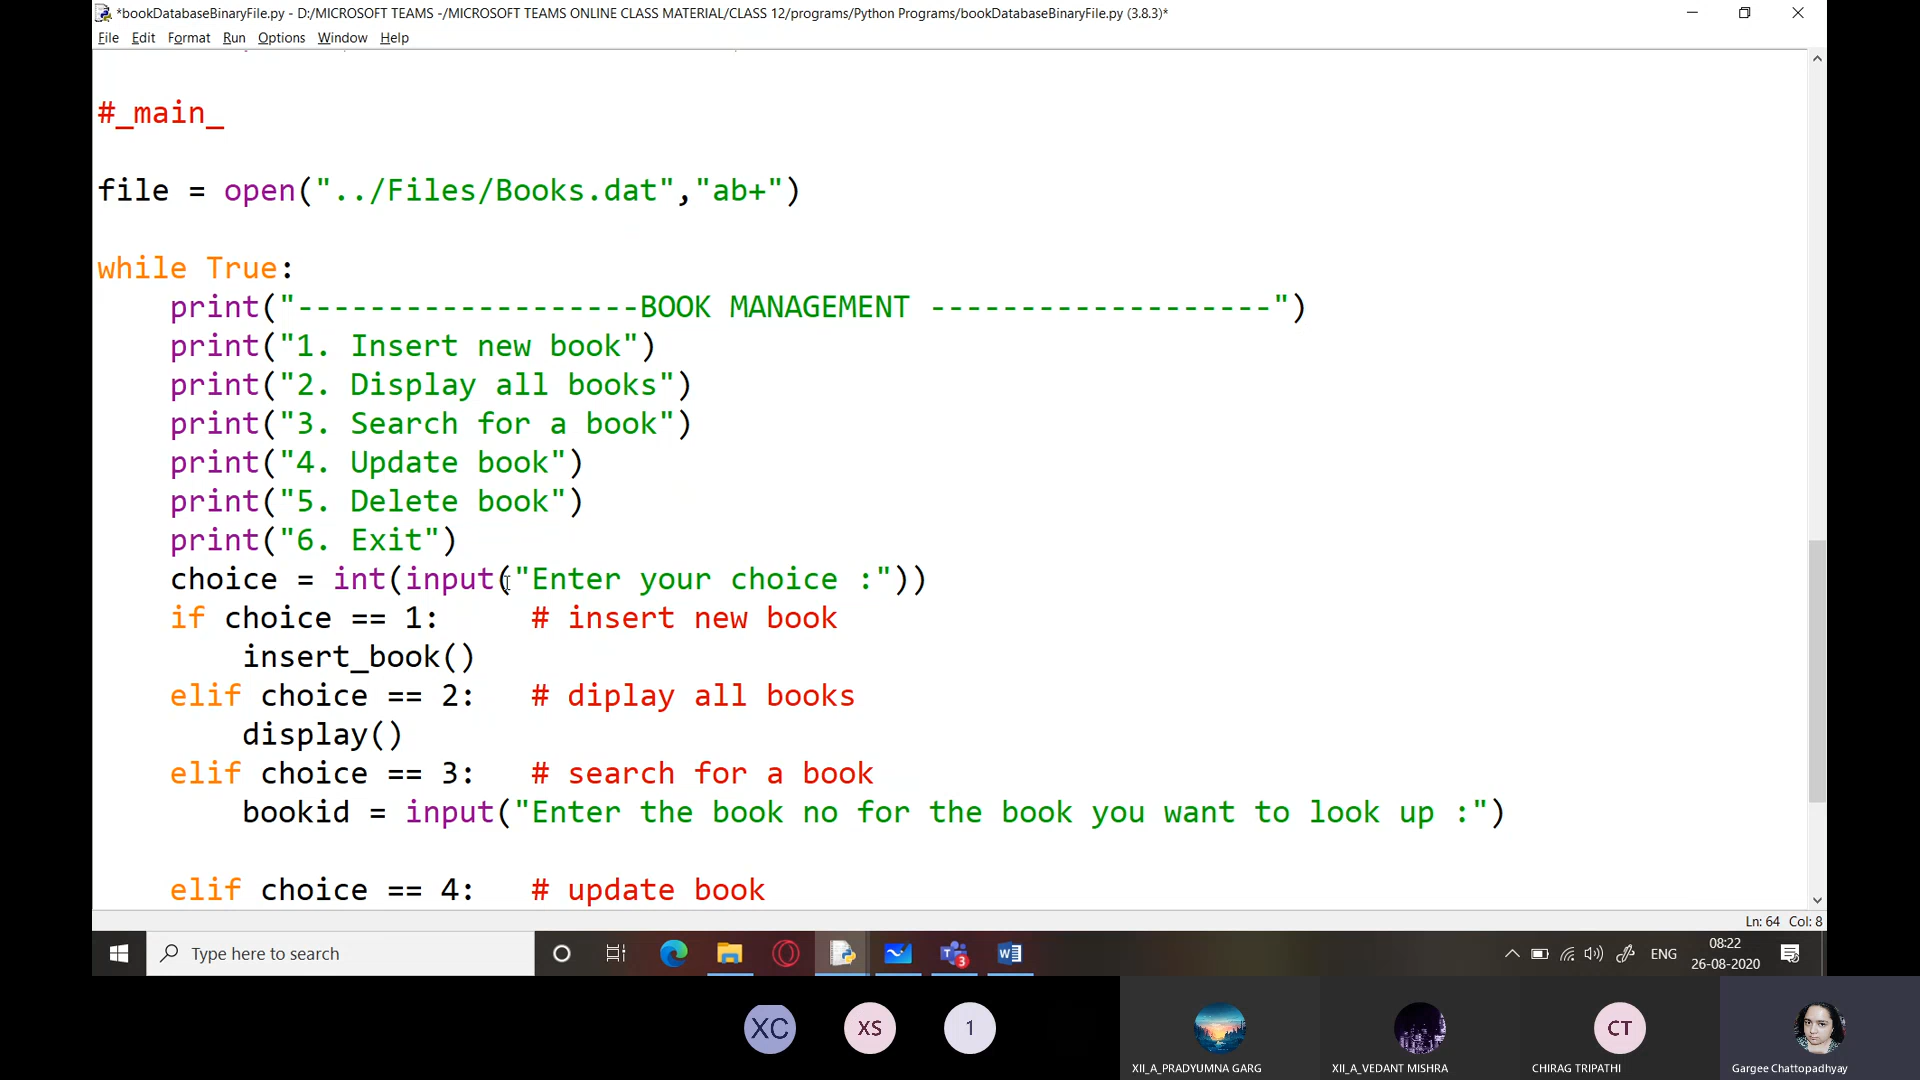 *bookDatabaseBinaryFile.py - D:/MICROSOFT TEAMS -/MICROSOFT TEAMS ONLINE CLASS MATERIAL/CLASS 12/programs/Python Programs/bookDatabaseBinaryFile.py (3.8.3)*
File Edit Format Run Options Window Help
#_main_
file = open("../Files/Books.dat","ab+")
while True:
print("-------------------BOOK MANAGEMENT -------------------")
print("1. Insert new book")
print("2. Display all books")
print("3. Search for a book")
print("4. Update book")
print("5. Delete book")
print("6. Exit")
choice = int(input("Enter your choice :"))
if choice == 1: # insert new book
insert_book()
elif choice == 2: # diplay all books
display()
elif choice == 3: # search for a book
bookid = input("Enter the book no for the book you want to look up :")
elif choice == 4: # update book
Ln: 64 Col: 8
Type here to search
3
ENG
08:22
26-08-2020
XC
XS
1
CT
XII_A_PRADYUMNA GARG
XII_A_VEDANT MISHRA
CHIRAG TRIPATHI
Gargee Chattopadhyay